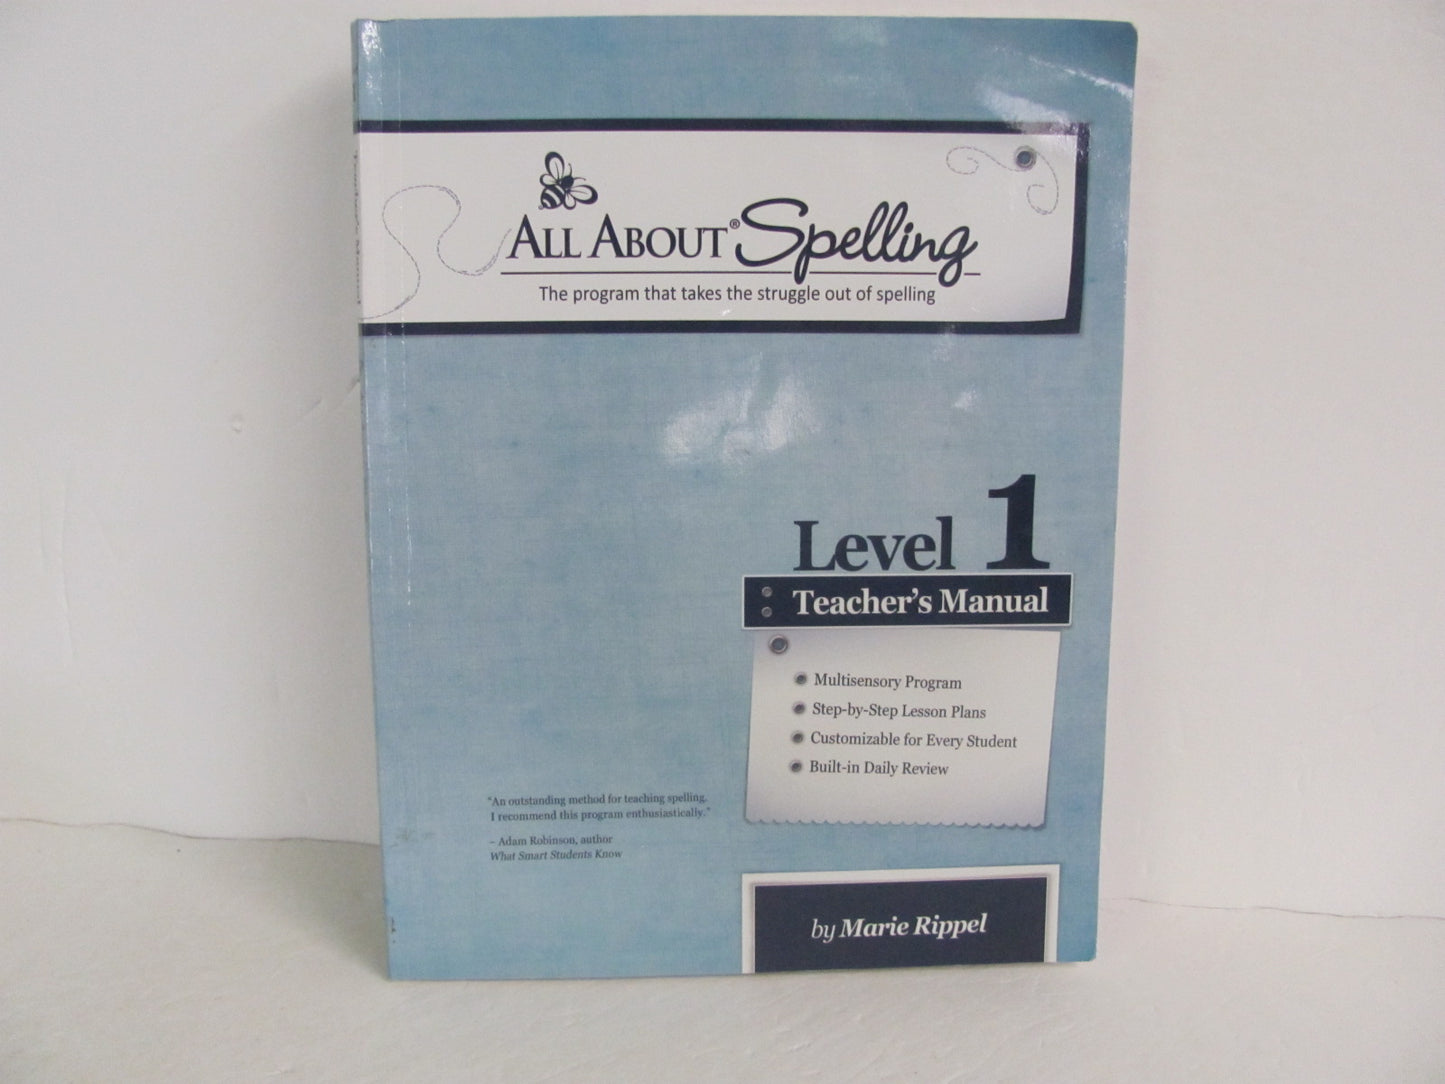 ALL ABOUT® Spelling
The program that takes the struggle out of spelling
Level 1
Teacher's Manual
Multisensory Program
Step-by-Step Lesson Plans
Customizable for Every Student
Built-in Daily Review
"An outstanding method for teaching spelling.
I recommend this program enthusiastically."
– Adam Robinson, author
What Smart Students Know
by Marie Rippel